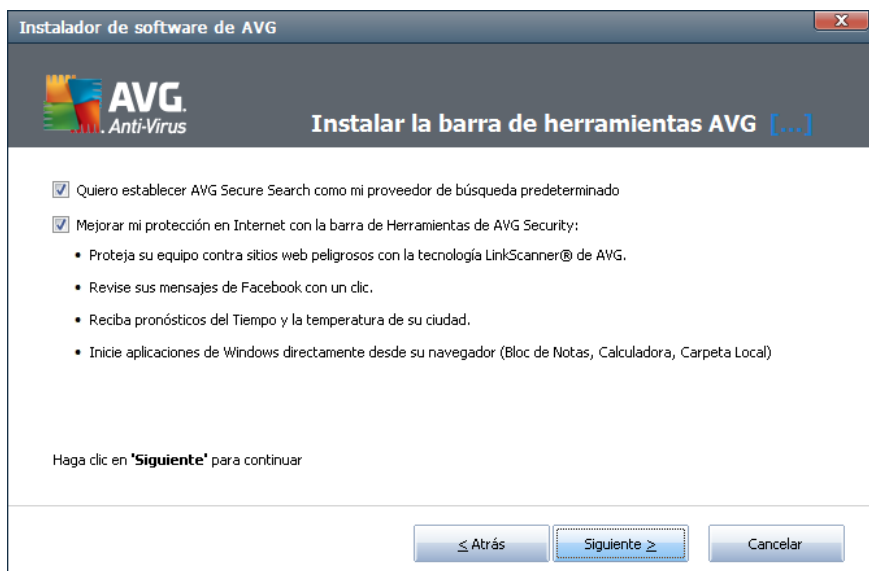 Instalador de software de AVG
X
AVG.
Anti-Virus
Instalar la barra de herramientas AVG [...]
Quiero establecer AVG Secure Search como mi proveedor de búsqueda predeterminado
Mejorar mi protección en Internet con la barra de Herramientas de AVG Security:
• Proteja su equipo contra sitios web peligrosos con la tecnología LinkScanner® de AVG.
• Revise sus mensajes de Facebook con un clic.
• Reciba pronósticos del Tiempo y la temperatura de su ciudad.
• Inicie aplicaciones de Windows directamente desde su navegador (Bloc de Notas, Calculadora, Carpeta Local)
Haga clic en 'Siguiente' para continuar
< Atrás
Siguiente >
Cancelar